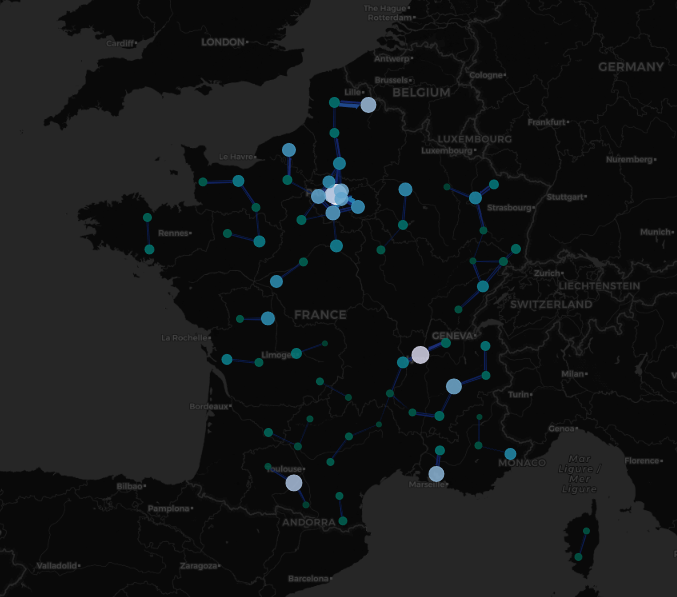 The Hague
Rotterdam
Cardiff
LONDON
GERMANY
Antwerp
Cologne
Brussels
Lille
BELGIUM
Frankfurt
LUXEMBOURG
Luxembourg
Le Havre
Nuremberg
Stuttgart
Strasbourg
Rennes
Munich
Zurich
LIECHTENSTEIN
SWITZERLAND
FRANCE
La Rochelle
GENEVA
Limoge
Milan
Turin
Bordeaux
Genoa
Mar
Ligure /
Mer
Ligure
Florence
MONACO
Toulouse
Marseille
Bilbao
Pamplona
ANDORRA
Valladolid
Zaragoza
Barcelona